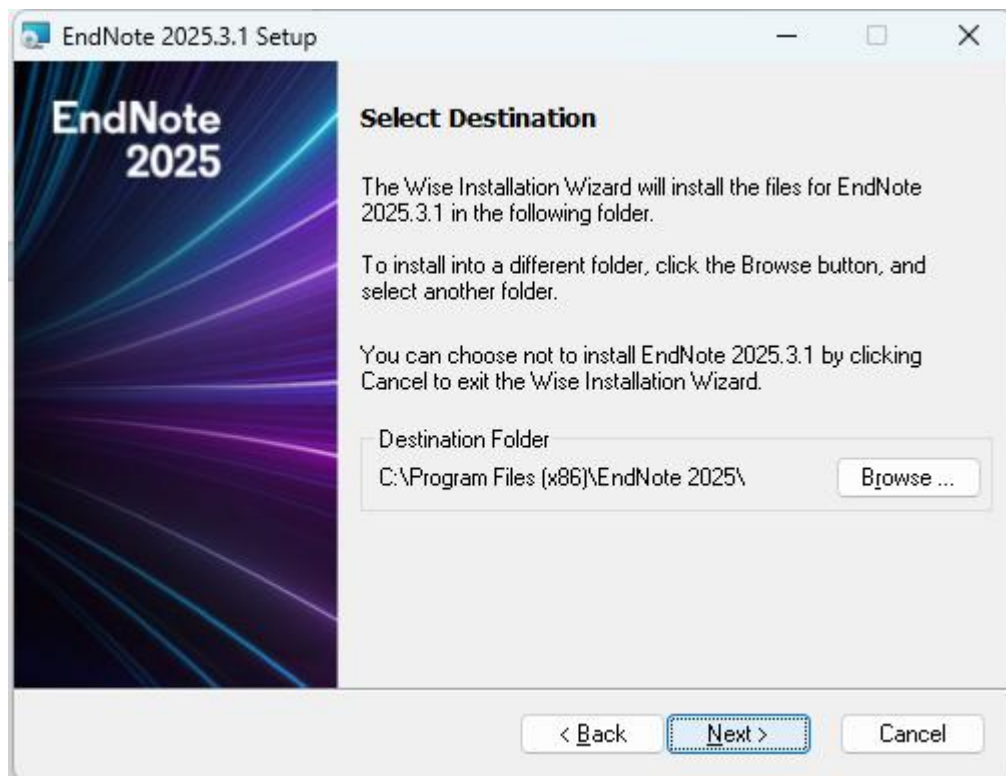 EndNote 2025.3.1 Setup
EndNote
2025
Select Destination
The Wise Installation Wizard will install the files for EndNote
2025.3.1 in the following folder.
To install into a different folder, click the Browse button, and
select another folder.
You can choose not to install EndNote 2025.3.1 by clicking
Cancel to exit the Wise Installation Wizard.
Destination Folder
C:\Program Files (x86)\EndNote 2025\
Browse ...
< Back
Next >
Cancel